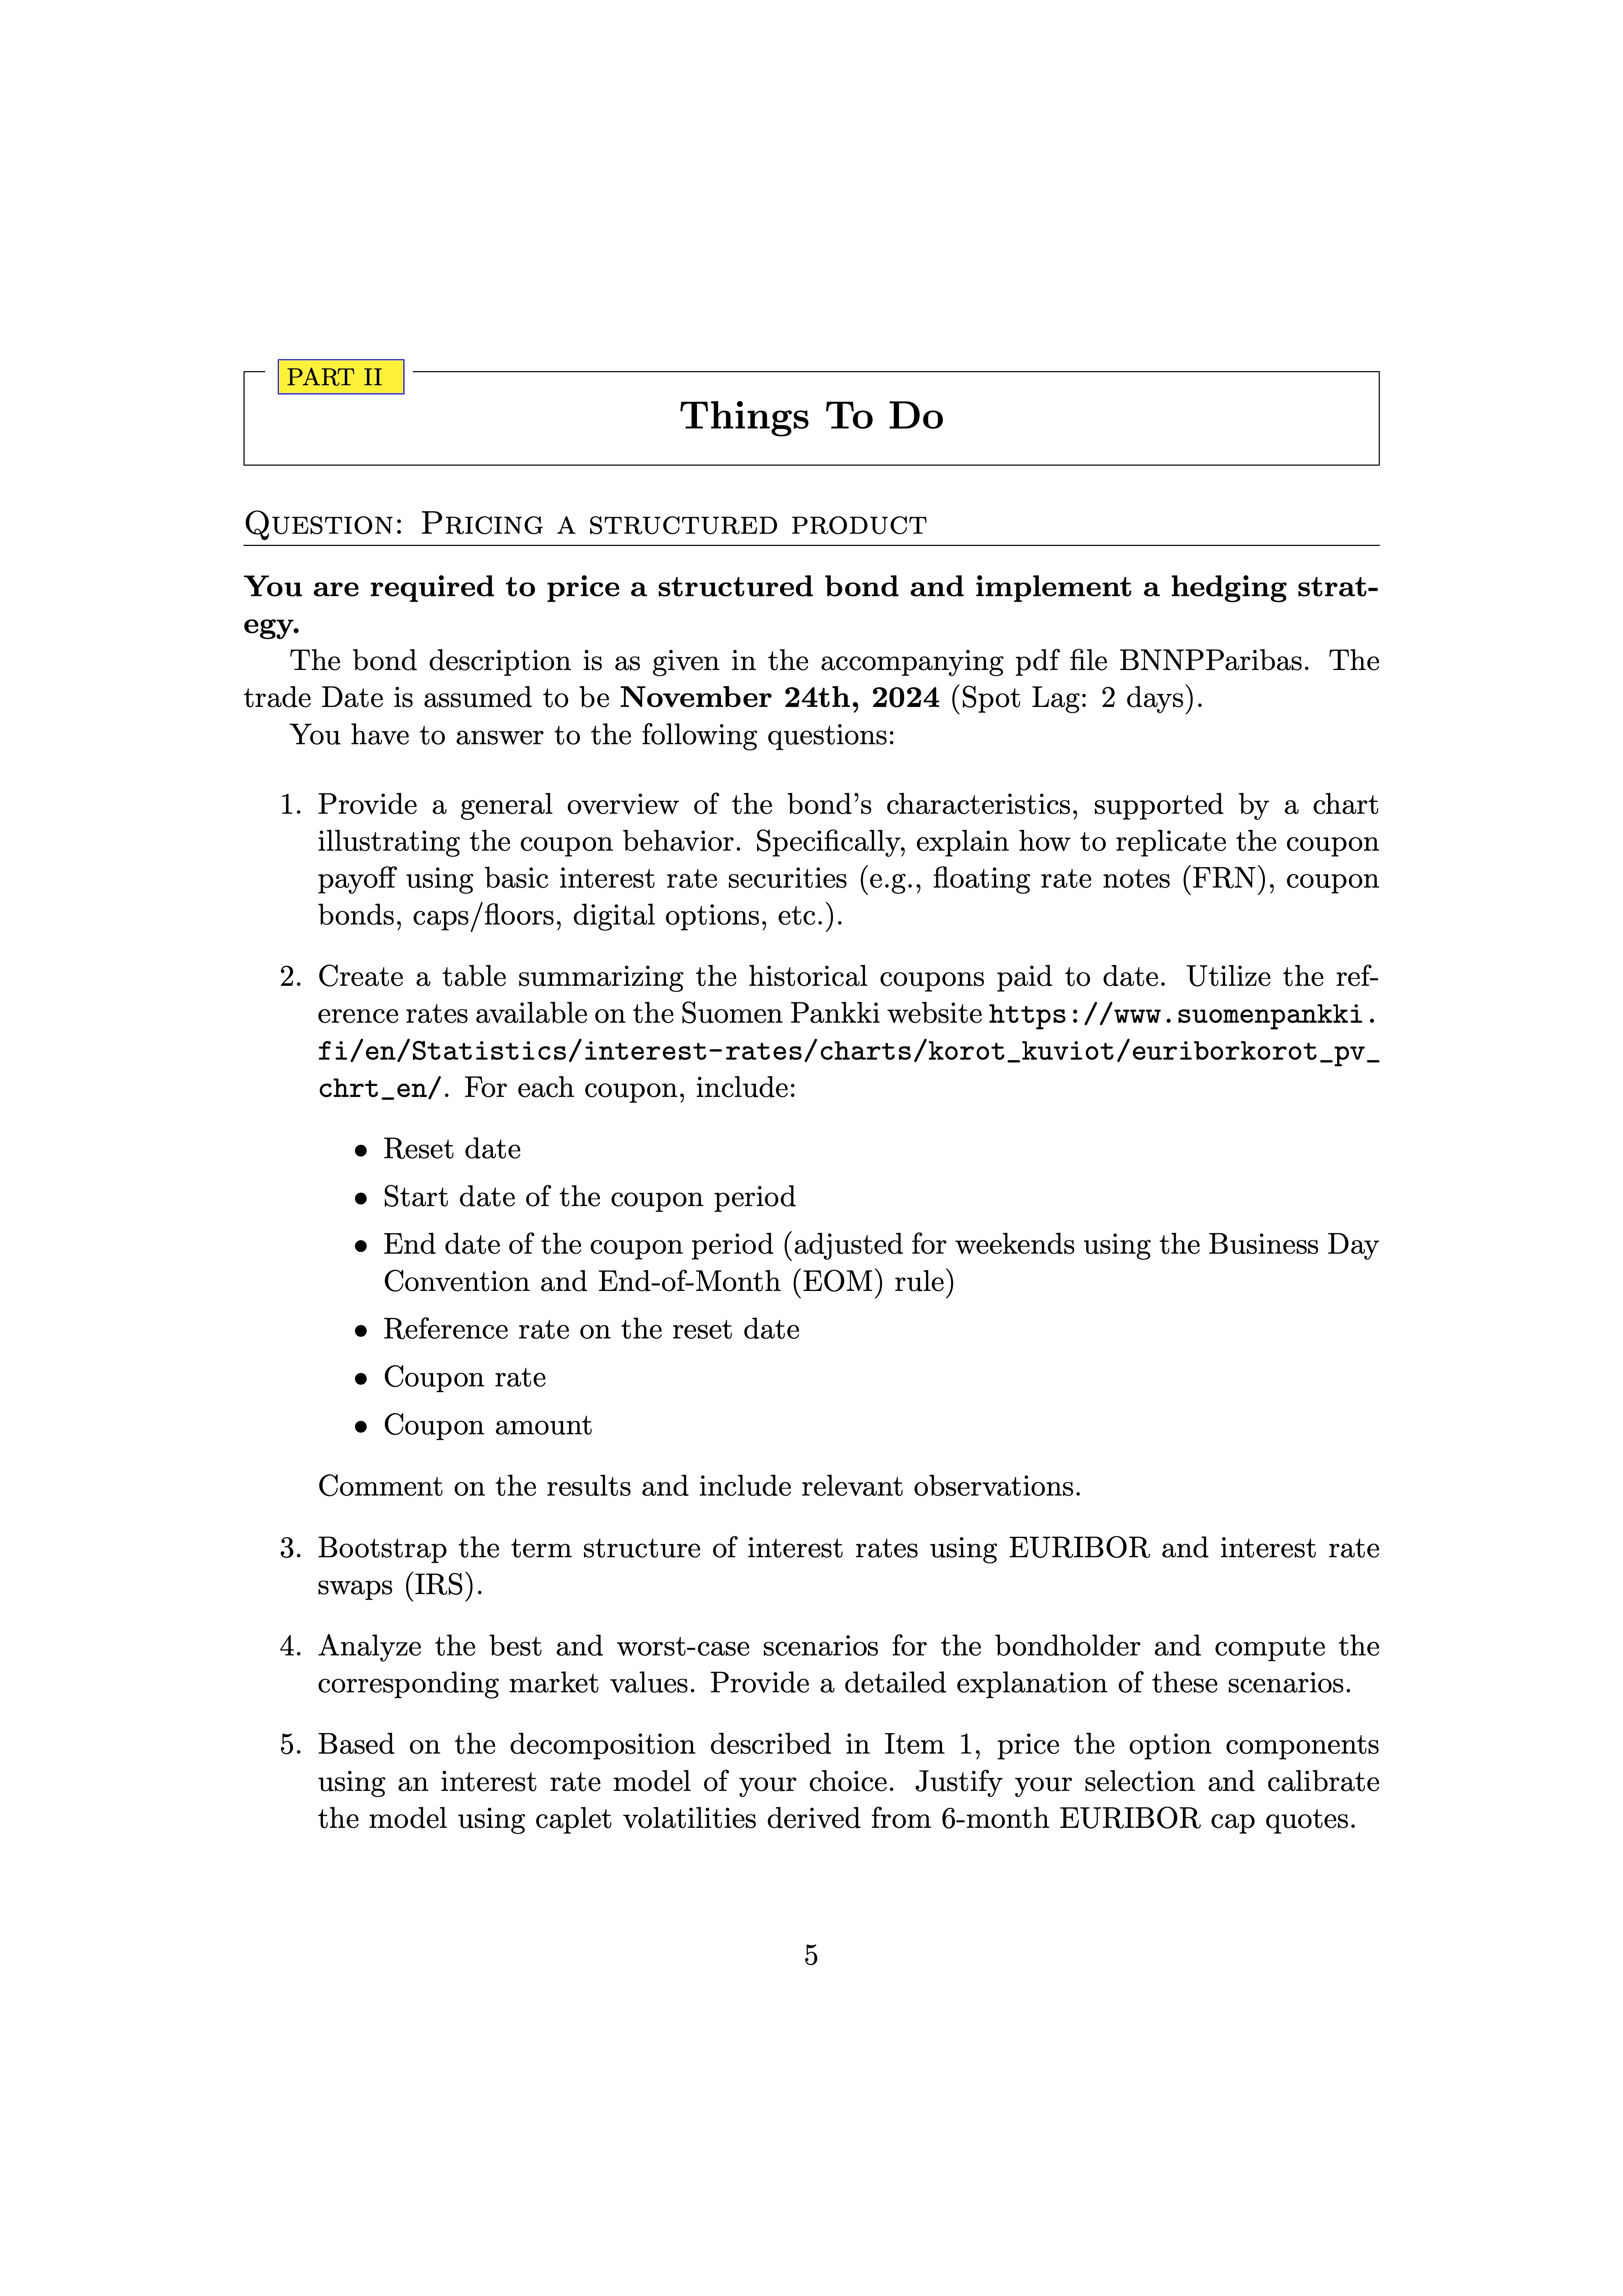 PART II
Things To Do
QUESTION: PRICING A STRUCTURED PRODUCT
You are required to price a structured bond and implement a hedging strat-
egy.
The bond description is as given in the accompanying pdf file BNNPParibas. The
trade Date is assumed to be November 24th, 2024 (Spot Lag: 2 days).
You have to answer to the following questions:
1. Provide a general overview of the bond's characteristics, supported by a chart
illustrating the coupon behavior. Specifically, explain how to replicate the coupon
payoff using basic interest rate securities (e.g., floating rate notes (FRN), coupon
bonds, caps/floors, digital options, etc.).
2. Create a table summarizing the historical coupons paid to date. Utilize the ref-
erence rates available on the Suomen Pankki website https://www.suomenpankki.
fi/en/Statistics/interest-rates/charts/korot_kuviot/euriborkorot_pv_
chrt_en/. For each coupon, include:
• Reset date
• Start date of the coupon period
• End date of the coupon period (adjusted for weekends using the Business Day
Convention and End-of-Month (EOM) rule)
• Reference rate on the reset date
• Coupon rate
• Coupon amount
Comment on the results and include relevant observations.
3. Bootstrap the term structure of interest rates using EURIBOR and interest rate
swaps (IRS).
4. Analyze the best and worst-case scenarios for the bondholder and compute the
corresponding market values. Provide a detailed explanation of these scenarios.
5. Based on the decomposition described in Item 1, price the option components
using an interest rate model of your choice. Justify your selection and calibrate
the model using caplet volatilities derived from 6-month EURIBOR cap quotes.
5